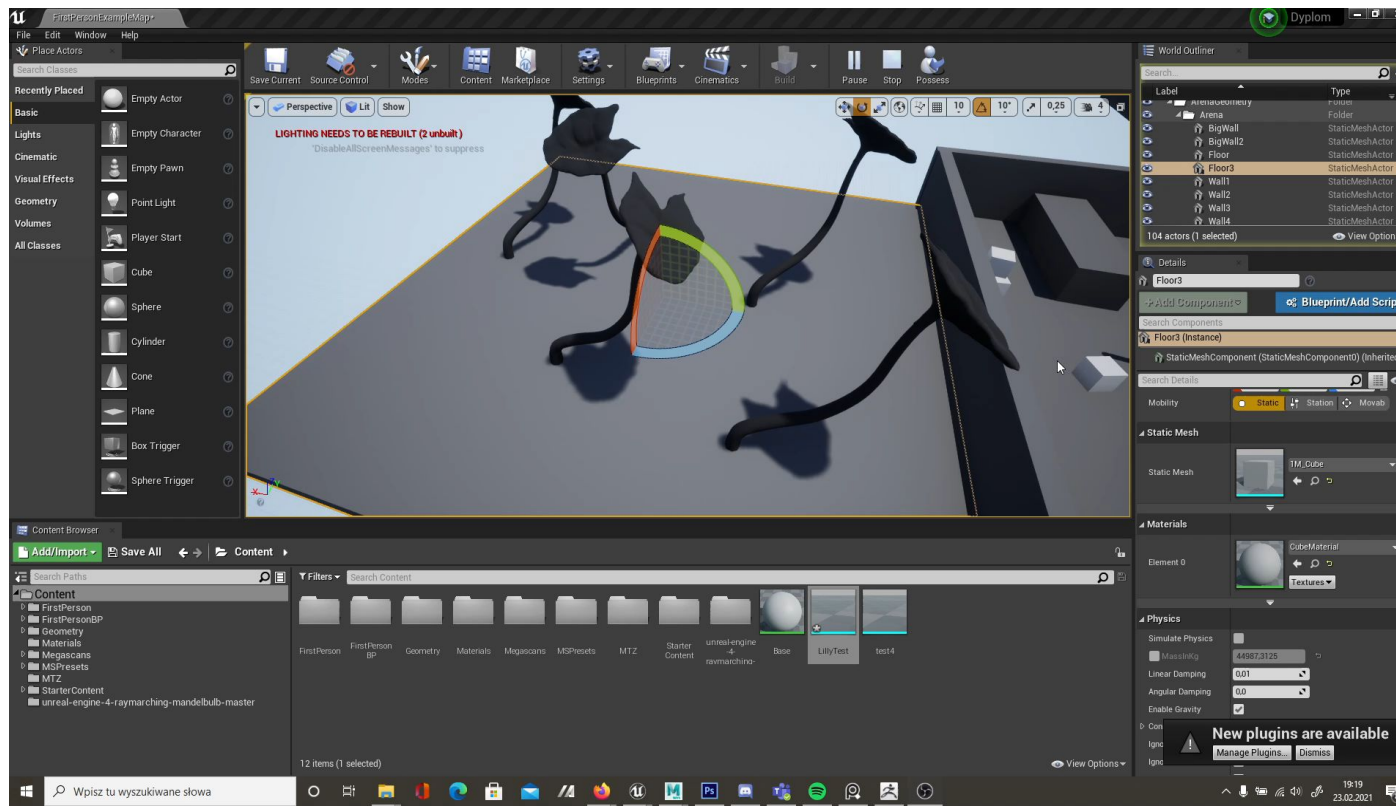 FirstPersonExampleMap*
Dyplom
File Edit Window Help
Place Actors
Search Classes
Recently Placed
Basic
Lights
Cinematic
Visual Effects
Geometry
Volumes
All Classes
Empty Actor
Empty Character
Empty Pawn
Point Light
Player Start
Cube
Sphere
Cylinder
Cone
Plane
Box Trigger
Sphere Trigger
Save Current Source Control Modes Content Marketplace Settings Blueprints Cinematics Build Pause Stop Possess
Perspective Lit Show
10 10° 0,25 4
LIGHTING NEEDS TO BE REBUILT (2 unbuilt)
'DisableAllScreenMessages' to suppress
World Outliner
Search...
Label Type
ArenaGeometry Folder
Arena Folder
BigWall StaticMeshActor
BigWall2 StaticMeshActor
Floor StaticMeshActor
Floor3 StaticMeshActor
Wall1 StaticMeshActor
Wall2 StaticMeshActor
Wall3 StaticMeshActor
Wall4 StaticMeshActor
104 actors (1 selected) View Option
Details
Floor3
+Add Component Blueprint/Add Scrip
Search Components
Floor3 (Instance)
StaticMeshComponent (StaticMeshComponent0) (Inherite
Search Details
Mobility Static Station Movab
Static Mesh
Static Mesh 1M_Cube
Materials
Element 0 CubeMaterial
Textures
Physics
Simulate Physics
MassInKg 44987,3125
Linear Damping 0,01
Angular Damping 0,0
Enable Gravity
Con
Igno
Igno
New plugins are available
Manage Plugins... Dismiss
Content Browser
Add/Import Save All Content
Search Paths
Filters Search Content
Content
FirstPerson
FirstPersonBP
Geometry
Materials
Megascans
MSPresets
MTZ
StarterContent
unreal-engine-4-raymarching-mandelbulb-master
FirstPerson
FirstPerson
BP
Geometry
Materials
Megascans
MSPresets
MTZ
Starter
Content
unreal-engine
-4-
raymarching-
Base
LillyTest
test4
12 items (1 selected)
View Options
Wpisz tu wyszukiwane słowa
Ps
19:19
23.02.2021